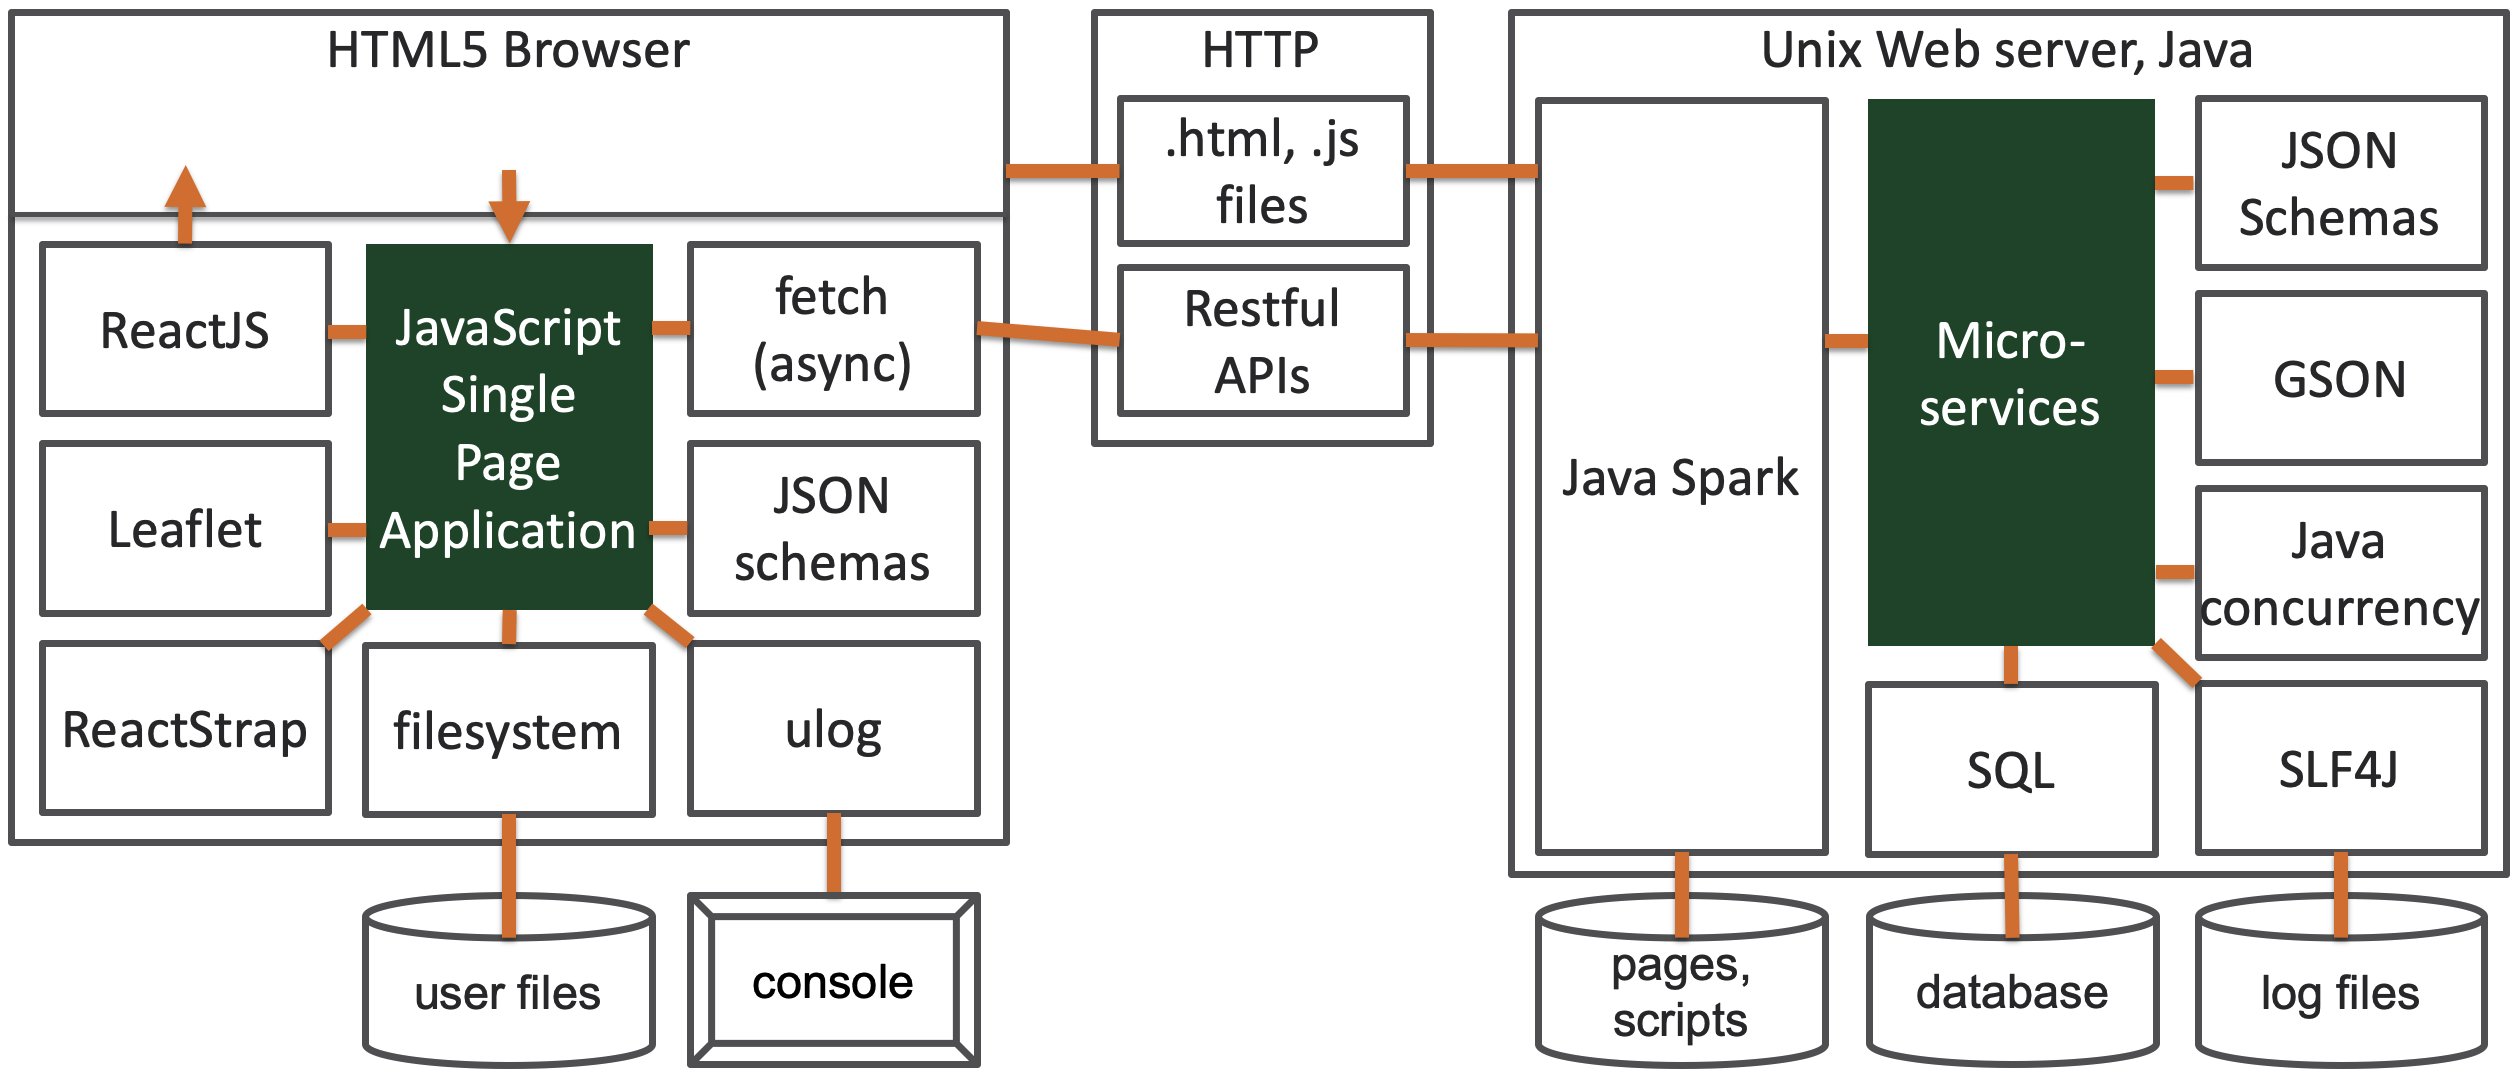 HTML5 Browser
ReactJS
JavaScript
Single
Page
Application
fetch
(async)
Leaflet
JSON
schemas
ReactStrap
filesystem
ulog
user files
console
HTTP
.html, .js
files
Restful
APIs
Unix Web server, Java
Java Spark
Micro-
services
JSON
Schemas
GSON
Java
concurrency
SQL
SLF4J
pages,
scripts
database
log files